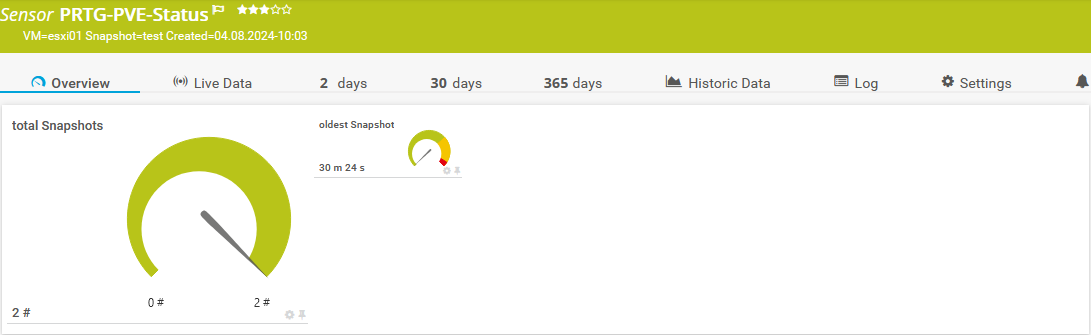 Sensor PRTG-PVE-Status
VM=esxi01 Snapshot=test Created=04.08.2024-10:03
Overview Live Data 2 days 30 days 365 days Historic Data Log Settings
total Snapshots
0 # 2 #
2 #
oldest Snapshot
30 m 24 s